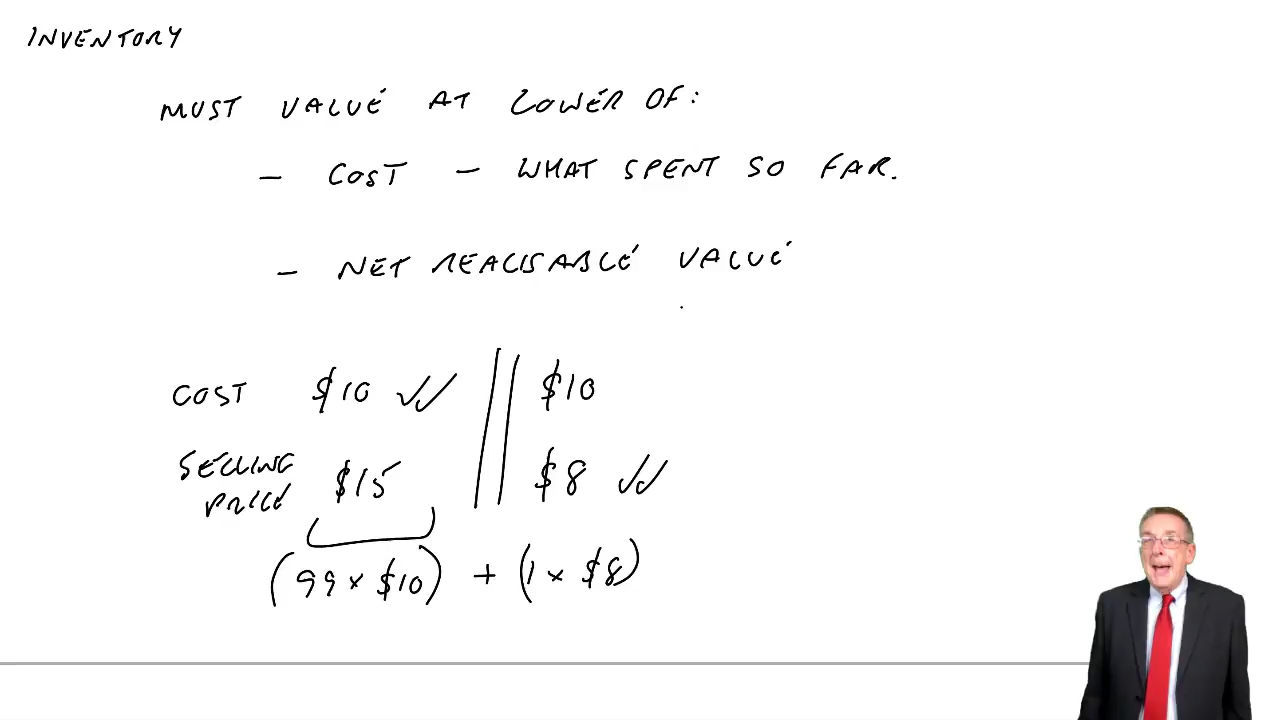 INVENTORY
MUST VALUE AT LOWER OF:
- COST - WHAT SPENT SO FAR.
- NET REALISABLE VALUE
COST $10 $10
SELLING PRICE $15 $8
(99 x $10) + (1 x $8)